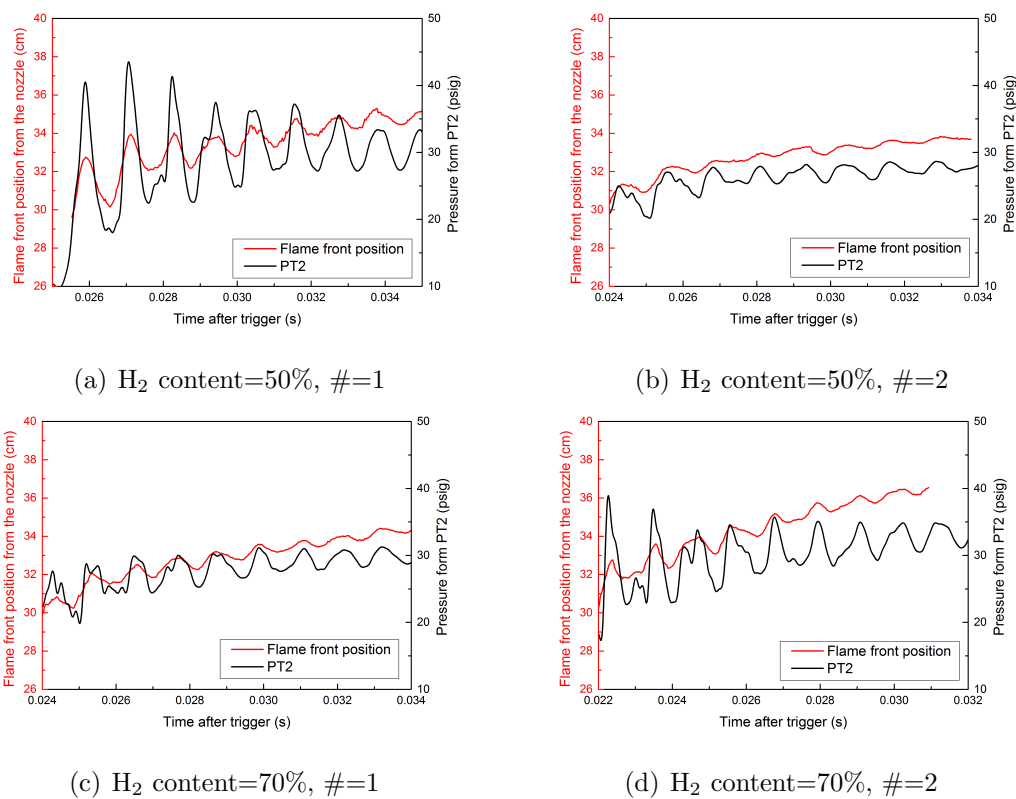 40
38
36
34
32
30
28
26
Flame front position from the nozzle (cm)
50
40
30
20
10
Pressure form PT2 (psig)
Flame front position
PT2
0.026 0.028 0.030 0.032 0.034
Time after trigger (s)
(a) H₂ content=50%, #=1
40
38
36
34
32
30
28
26
Flame front position from the nozzle (cm)
50
40
30
20
10
Pressure form PT2 (psig)
Flame front position
PT2
0.024 0.026 0.028 0.030 0.032 0.034
Time after trigger (s)
(b) H₂ content=50%, #=2
40
38
36
34
32
30
28
26
Flame front position from the nozzle (cm)
50
40
30
20
10
Pressure form PT2 (psig)
Flame front position
PT2
0.024 0.026 0.028 0.030 0.032 0.034
Time after trigger (s)
(c) H₂ content=70%, #=1
40
38
36
34
32
30
28
26
Flame front position from the nozzle (cm)
50
40
30
20
10
Pressure form PT2 (psig)
Flame front position
PT2
0.022 0.024 0.026 0.028 0.030 0.032
Time after trigger (s)
(d) H₂ content=70%, #=2